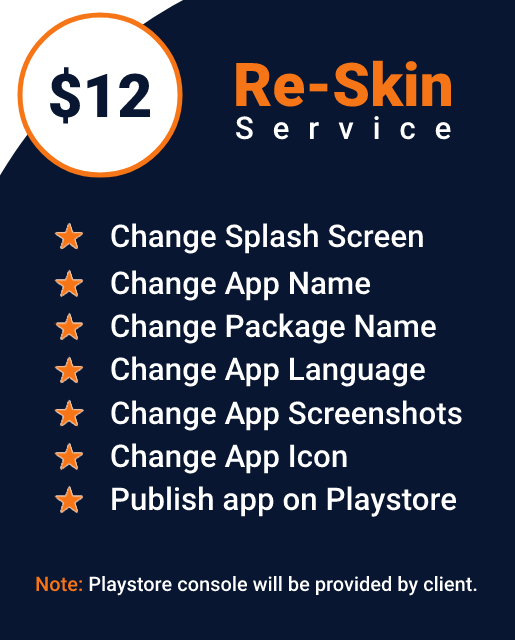 $12
Re-Skin
Service
Change Splash Screen
Change App Name
Change Package Name
Change App Language
Change App Screenshots
Change App Icon
Publish app on Playstore
Note: Playstore console will be provided by client.